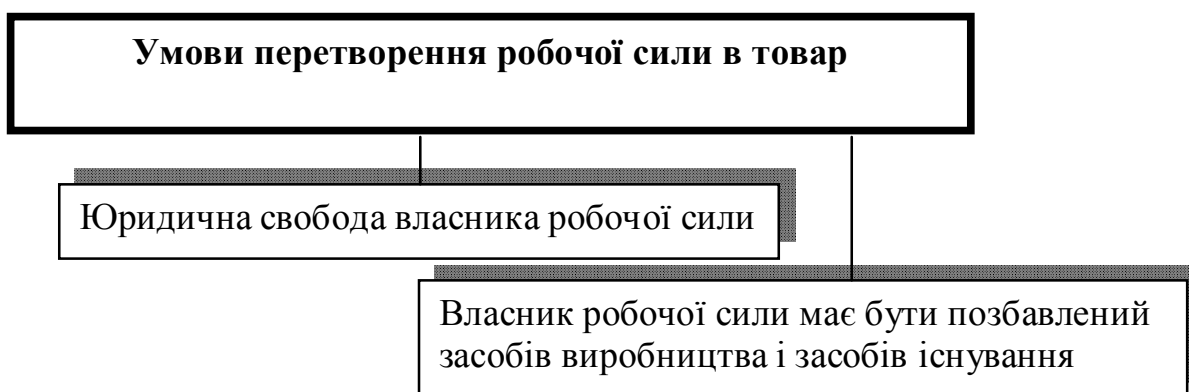 Умови перетворення робочої сили в товар
Юридична свобода власника робочої сили
Власник робочої сили має бути позбавлений
засобів виробництва і засобів існування